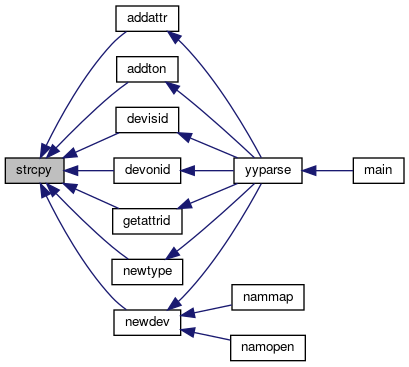 addattr
addton
devisid
strcpy
devonid
yyparse
main
getattrid
newtype
nammap
newdev
namopen